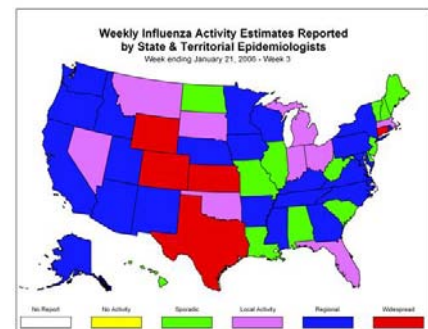 Weekly Influenza Activity Estimates Reported
by State & Territorial Epidemiologists
Week ending January 21, 2006 - Week 3
No Report
No Activity
Sporadic
Local Activity
Regional
Widespread